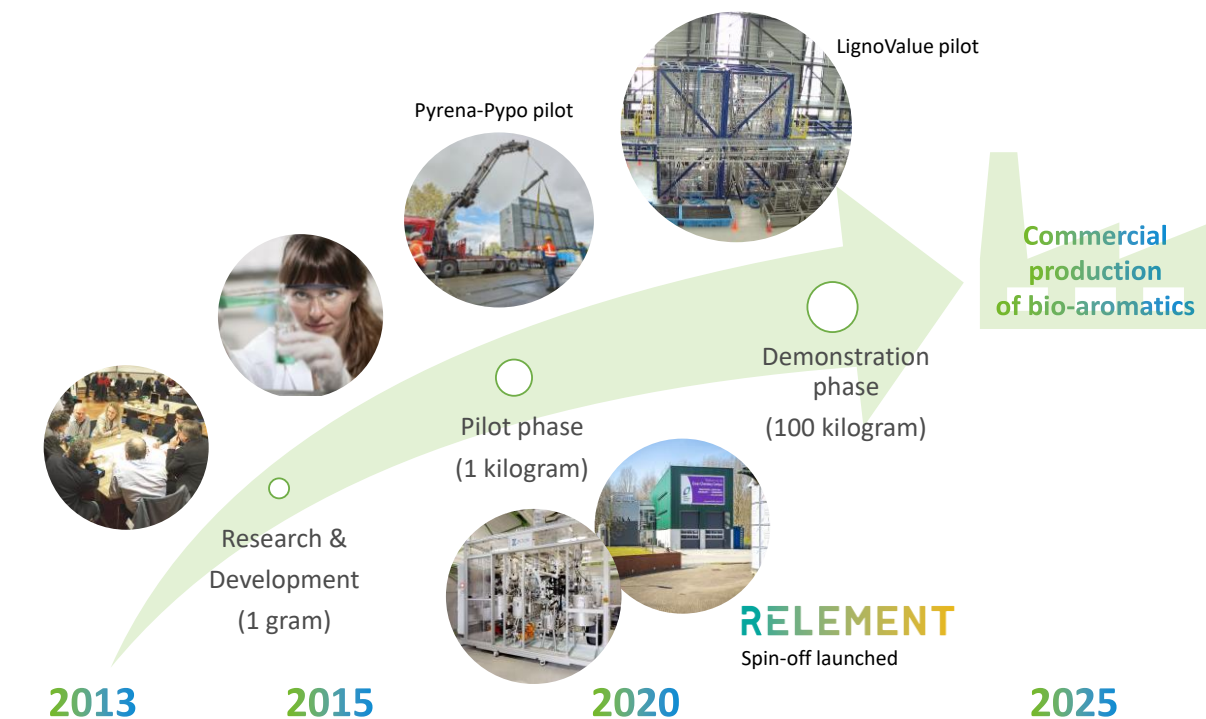 LignoValue pilot
Pyrena-Pypo pilot
Commercial
production
of bio-aromatics
Demonstration
phase
(100 kilogram)
Pilot phase
(1 kilogram)
Research &
Development
(1 gram)
RELEMENT
Spin-off launched
2013
2015
2020
2025